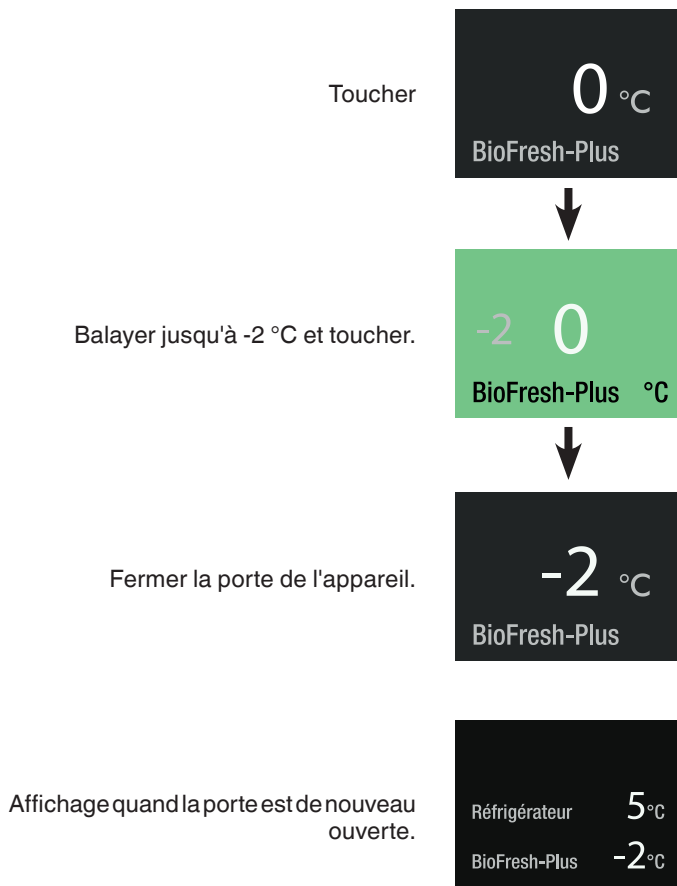 Toucher
0 °C
BioFresh-Plus
Balayer jusqu'à -2 °C et toucher.
-2 0
BioFresh-Plus °C
Fermer la porte de l'appareil.
-2 °C
BioFresh-Plus
Affichage quand la porte est de nouveau
ouverte.
Réfrigérateur 5°C
BioFresh-Plus -2°C